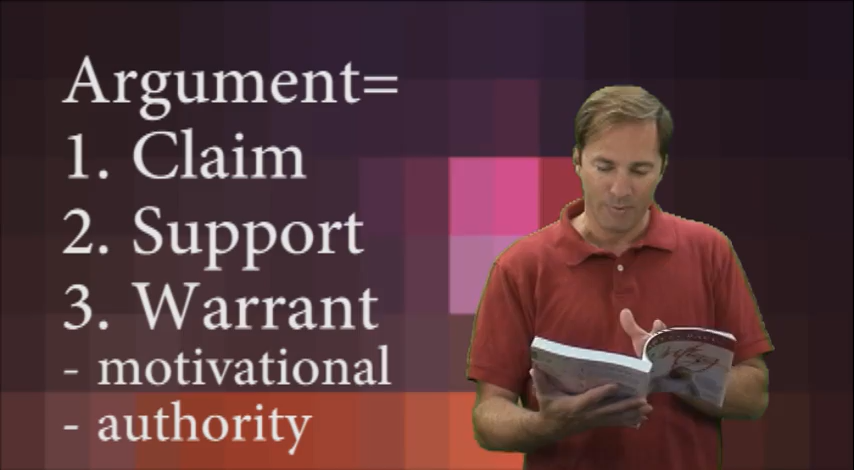 Argument=
1. Claim
2. Support
3. Warrant
- motivational
- authority